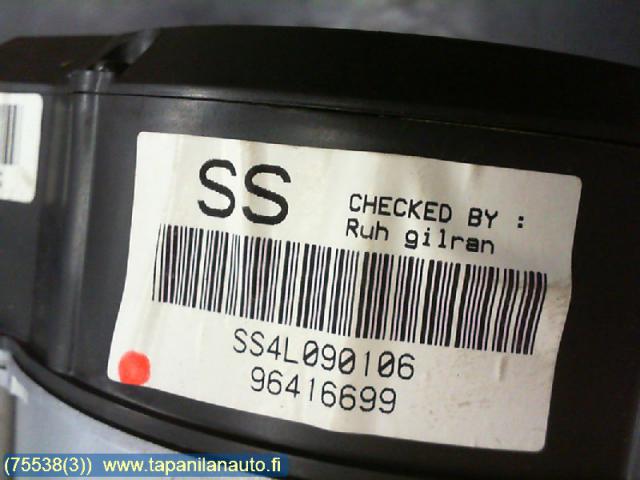 SS
CHECKED BY :
Ruh gilran
SS4L090106
96416699
(75538(3)) www.tapanilanauto.fi